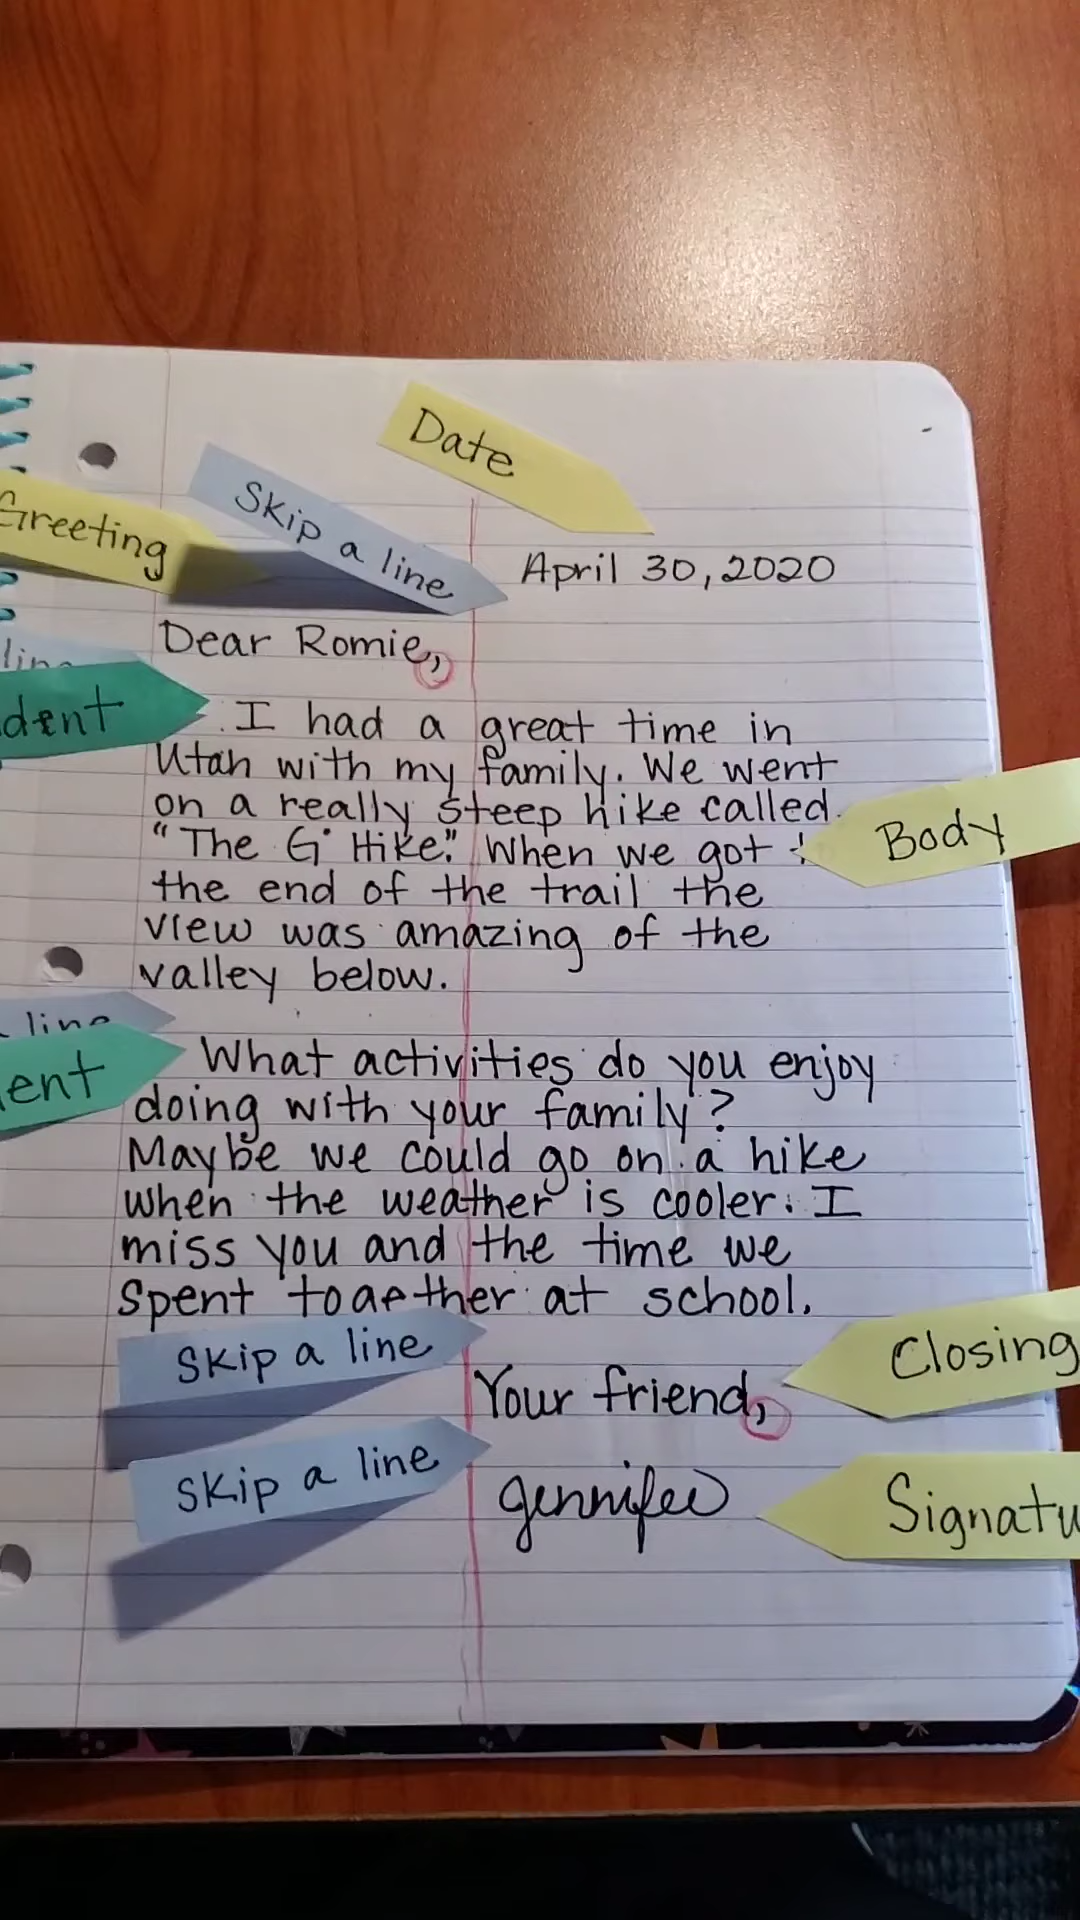 Date
Skip a line
Greeting
April 30, 2020
Dear Romie,
I had a great time in
Utah with my family. We went
on a really steep hike called
"The G Hike." When we got
Body
the end of the trail the
view was amazing of the
valley below.
line
What activities do you enjoy
doing with your family?
Maybe we could go on a hike
when the weather is cooler. I
miss you and the time we
spent together at school.
Skip a line
Closing
Your friend,
Skip a line
Jennifer
Signatu